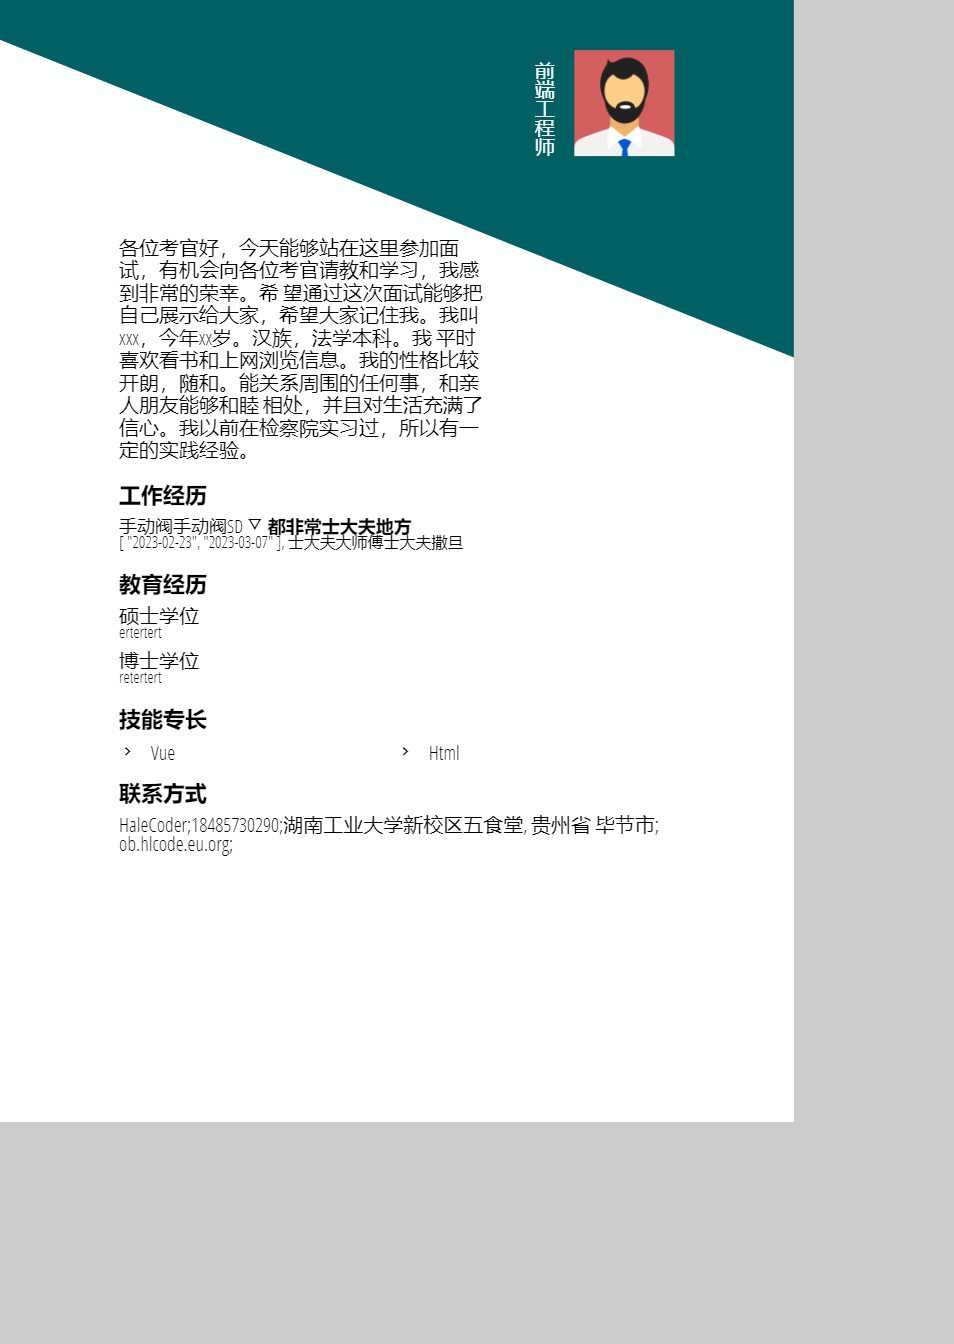 前端工程师
各位考官好，今天能够站在这里参加面
试，有机会向各位考官请教和学习，我感
到非常的荣幸。希 望通过这次面试能够把
自己展示给大家，希望大家记住我。我叫
xxx，今年xx岁。汉族，法学本科。我 平时
喜欢看书和上网浏览信息。我的性格比较
开朗，随和。能关系周围的任何事，和亲
人朋友能够和睦 相处，并且对生活充满了
信心。我以前在检察院实习过，所以有一
定的实践经验。
工作经历
手动阀手动阀SD ▽ 都非常士大夫地方
[ "2023-02-23", "2023-03-07" ], 士大夫大师傅士大夫撒旦
教育经历
硕士学位
ertertert
博士学位
retertert
技能专长
Vue
Html
联系方式
HaleCoder;18485730290;湖南工业大学新校区五食堂, 贵州省 毕节市;
ob.hlcode.eu.org;